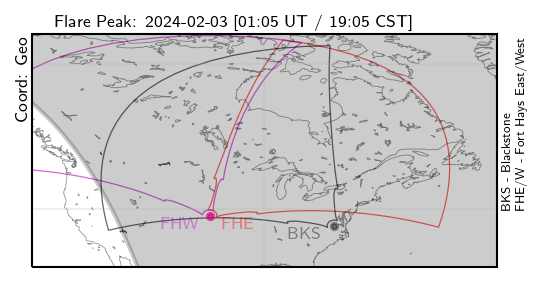 Flare Peak: 2024-02-03 [01:05 UT / 19:05 CST]
Coord: Geo
FHW
FHE
BKS
BKS - Blackstone
FHE/W - Fort Hays East/West